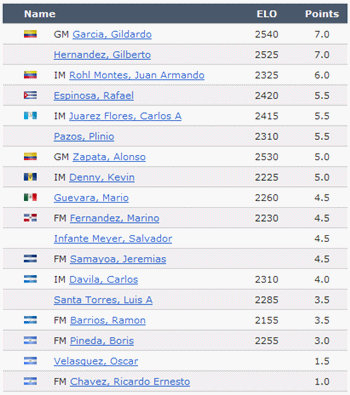 Name ELO Points
GM Garcia, Gildardo 2540 7.0
Hernandez, Gilberto 2525 7.0
IM Rohl Montes, Juan Armando 2325 6.0
Espinosa, Rafael 2420 5.5
IM Juarez Flores, Carlos A 2415 5.5
Pazos, Plinio 2310 5.5
GM Zapata, Alonso 2530 5.0
IM Denny, Kevin 2225 5.0
Guevara, Mario 2260 4.5
FM Fernandez, Marino 2230 4.5
Infante Meyer, Salvador 4.5
FM Samayoa, Jeremias 4.5
IM Davila, Carlos 2310 4.0
Santa Torres, Luis A 2285 3.5
FM Barrios, Ramon 2155 3.5
FM Pineda, Boris 2255 3.0
Velasquez, Oscar 1.5
FM Chavez, Ricardo Ernesto 1.0